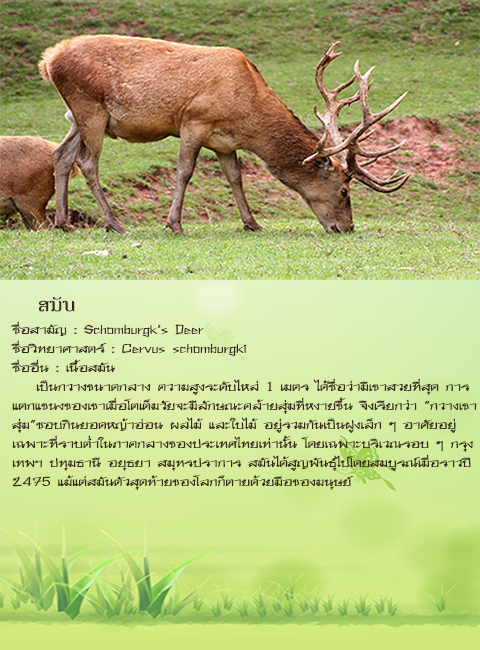 สมัน
ชื่อสามัญ : Schomburgk's Deer
ชื่อวิทยาศาสตร์ : Cervus schomburgki
ชื่ออื่น : เนื้อสมัน
เป็นกวางขนาดกลาง ความสูงระดับไหล่ 1 เมตร ได้ชื่อว่ามีเขาสวยที่สุด การ
แตกแขนงของเขาเมื่อโตเต็มวัยจะมีลักษณะคล้ายสุ่มที่หงายขึ้น จึงเรียกว่า "กวางเขา
สุ่ม"ชอบกินยอดหญ้าอ่อน ผลไม้ และใบไม้ อยู่รวมกันเป็นฝูงเล็ก ๆ อาศัยอยู่
เฉพาะที่ราบต่ำในภาคกลางของประเทศไทยเท่านั้น โดยเฉพาะบริเวณรอบ ๆ กรุง
เทพฯ ปทุมธานี อยุธยา สมุทรปราการ สมันได้สูญพันธุ์ไปโดยสมบูรณ์เมื่อราวปี
2475 แม้แต่สมันตัวสุดท้ายของโลกก็ตายด้วยมือของมนุษย์